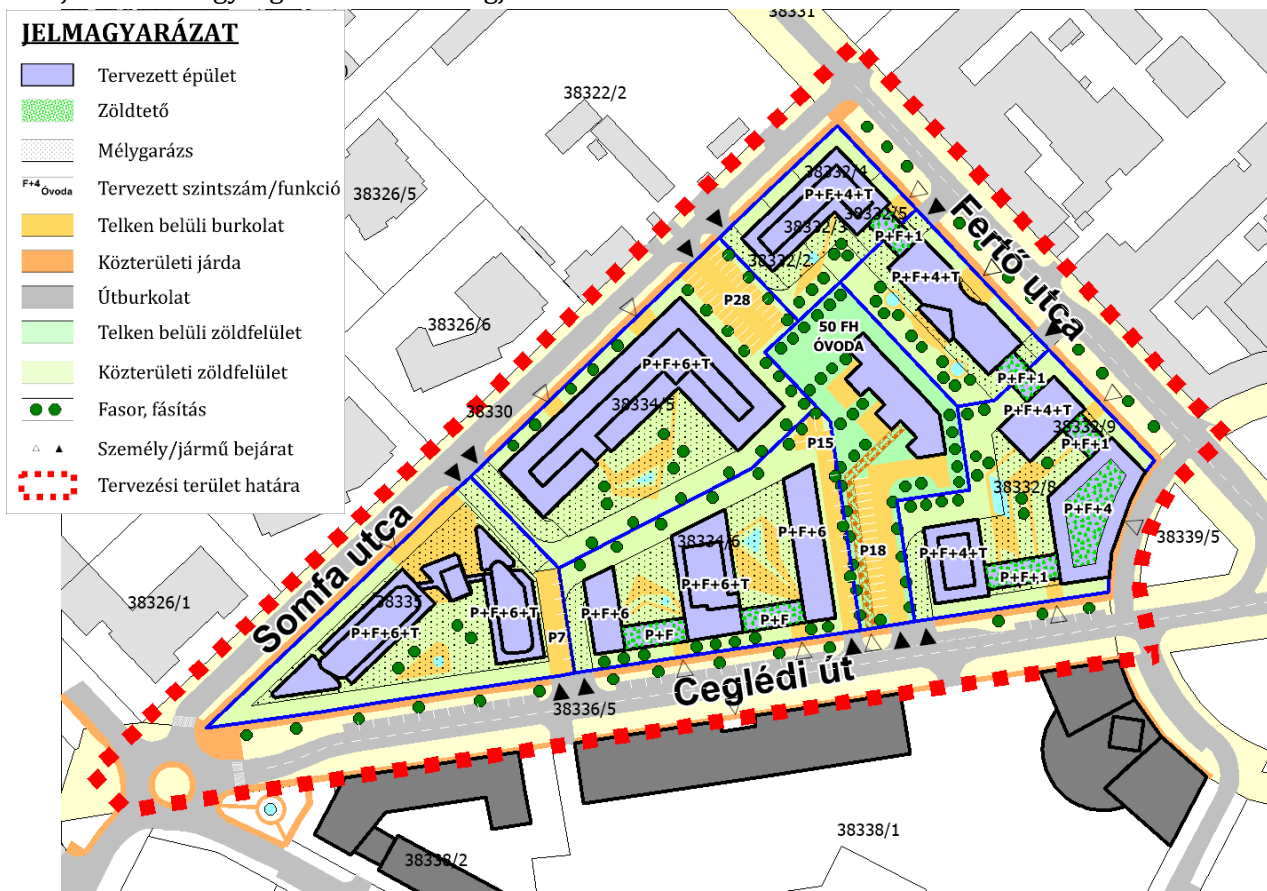 JELMAGYARÁZAT
Tervezett épület
Zöldtető
Mélygarázs
F+4 Óvoda Tervezett szintszám/funkció
Telken belüli burkolat
Közterületi járda
Útburkolat
Telken belüli zöldfelület
Közterületi zöldfelület
Fasor, fásítás
Személy/jármű bejárat
Tervezési terület határa
38331
38322/2
38326/5
38332/4
P+F+4+T
38332/5
38332/3
P+F+1
38332/2
Fertő utca
P+F+4+T
P28
38326/6
50 FH
ÓVODA
P+F+6+T
P+F+1
38334/5
38330
P+F+4+T
38332/9
P15
P+F+1
38332/8
P+F+4
Somfa utca
P+F+6
38334/6
38339/5
P18
P+F+4+T
P+F+1
P+F+6+T
38326/1
38335
P+F+6
P+F+6+T
P+F+6+T
P7
P+F
P+F
Ceglédi út
38336/5
38338/1
38338/2